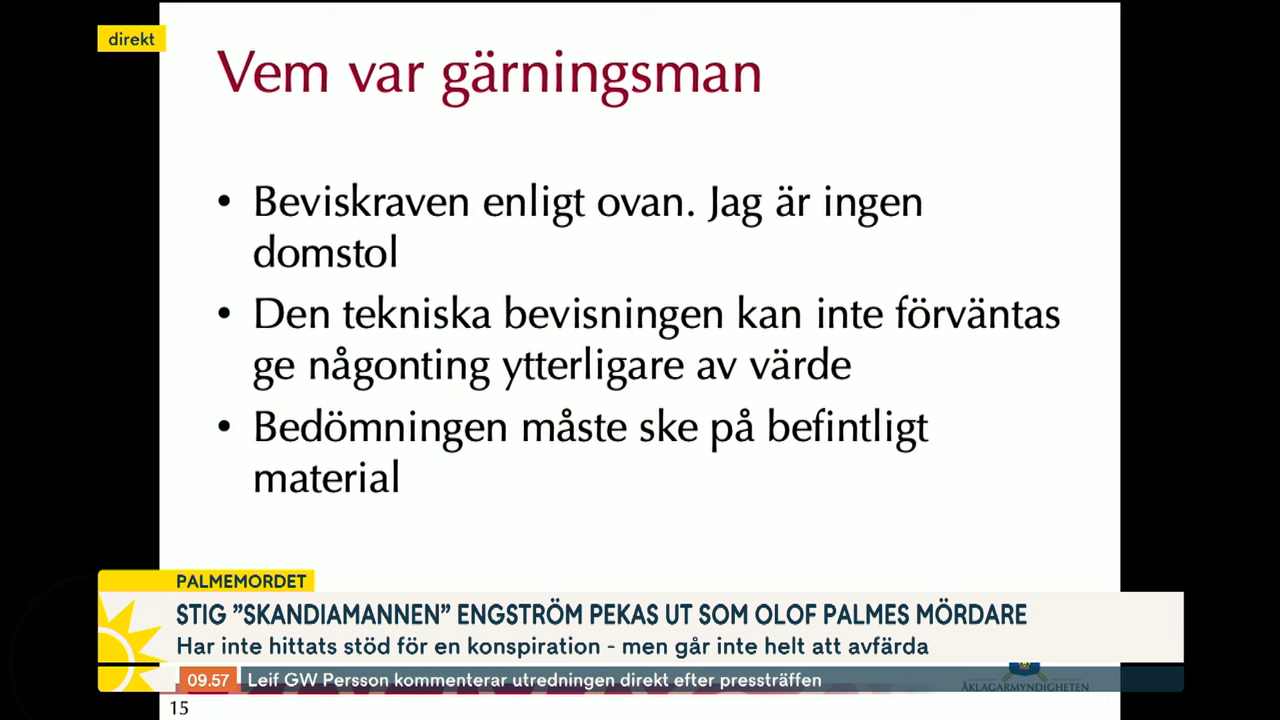 direkt
Vem var gärningsman
• Beviskraven enligt ovan. Jag är ingen
domstol
• Den tekniska bevisningen kan inte förväntas
ge någonting ytterligare av värde
• Bedömningen måste ske på befintligt
material
PALMEMORDET
STIG ”SKANDIAMANNEN” ENGSTRÖM PEKAS UT SOM OLOF PALMES MÖRDARE
Har inte hittats stöd för en konspiration - men går inte helt att avfärda
09.57 Leif GW Persson kommenterar utredningen direkt efter pressträffen
ÅKLAGARMYNDIGHETEN
15